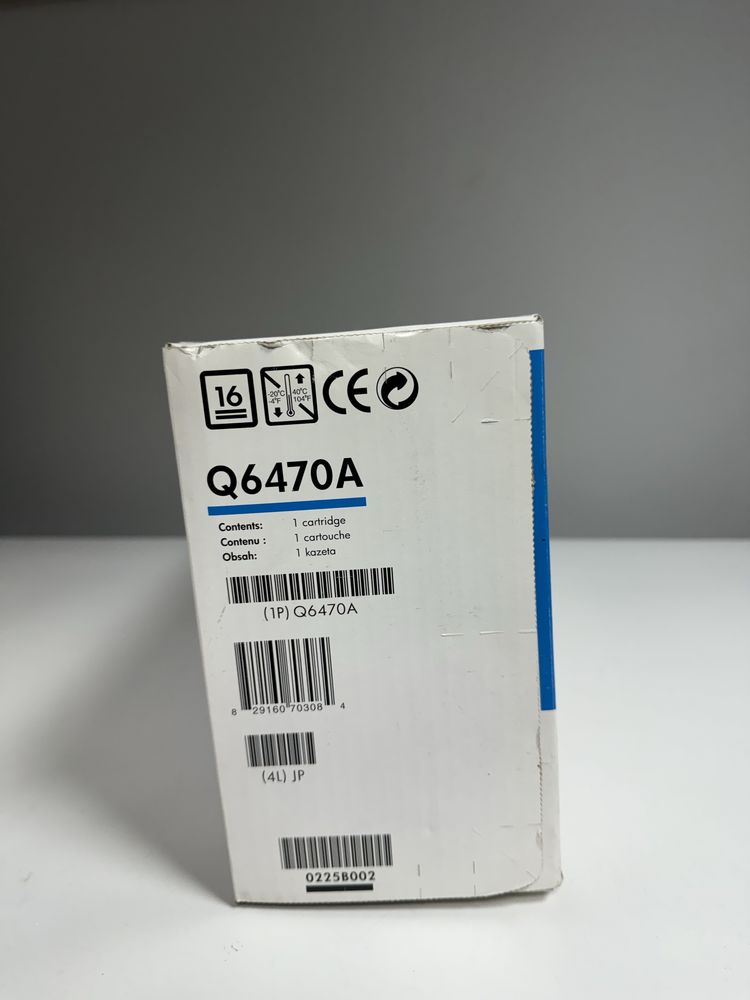 16
-20°C
-4°F
40°C
104°F
CE
Q6470A
Contents: 1 cartridge
Contenu : 1 cartouche
Obsah: 1 kazeta
(1P) Q6470A
8 29160 70308 4
(4L) JP
0225B002